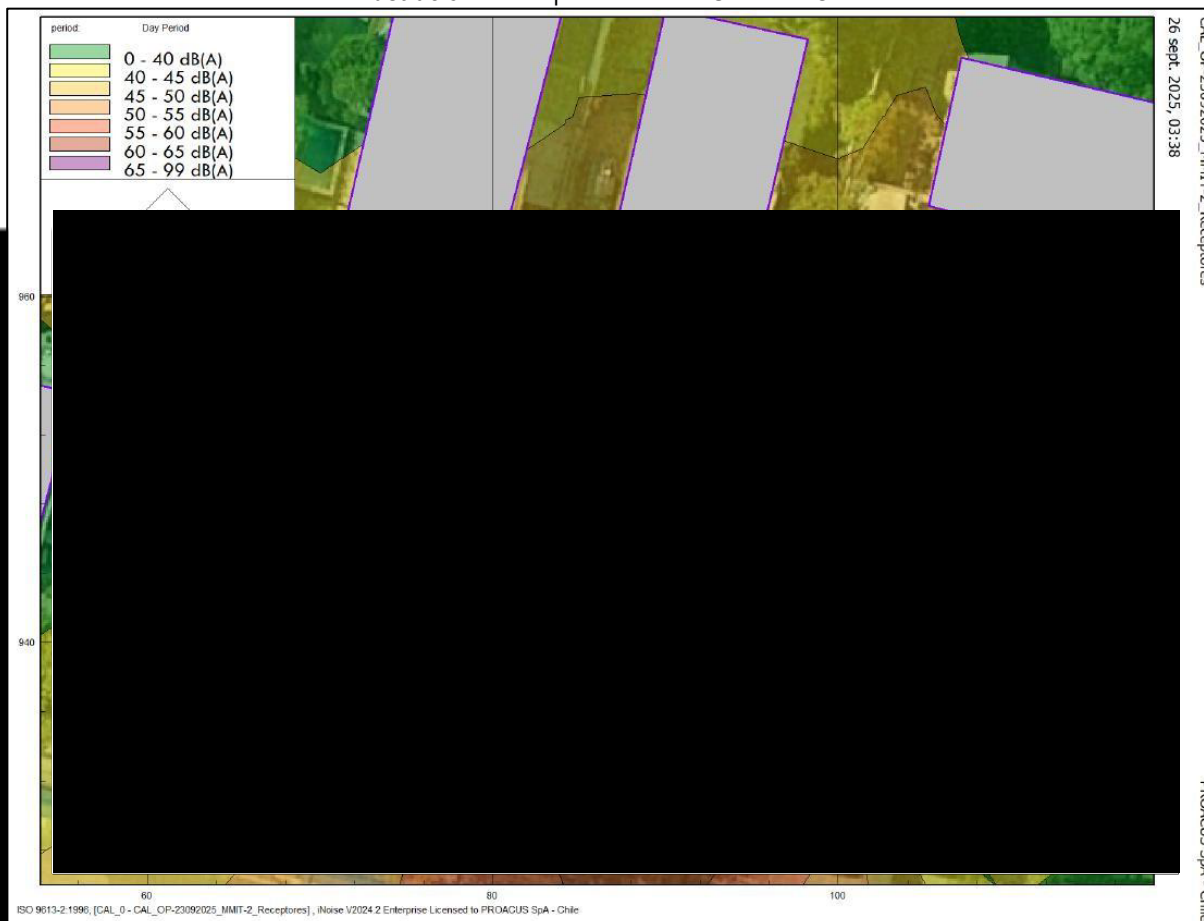 period: Day Period
0 - 40 dB(A)
40 - 45 dB(A)
45 - 50 dB(A)
50 - 55 dB(A)
55 - 60 dB(A)
60 - 65 dB(A)
65 - 99 dB(A)
26 sept. 2025, 03:38
960
940
60 80 100
ISO 9613-2:1996, [CAL_0 - CAL_OP-23092025_MMIT-2_Receptores] , iNoise V2024.2 Enterprise Licensed to PROACUS SpA - Chile